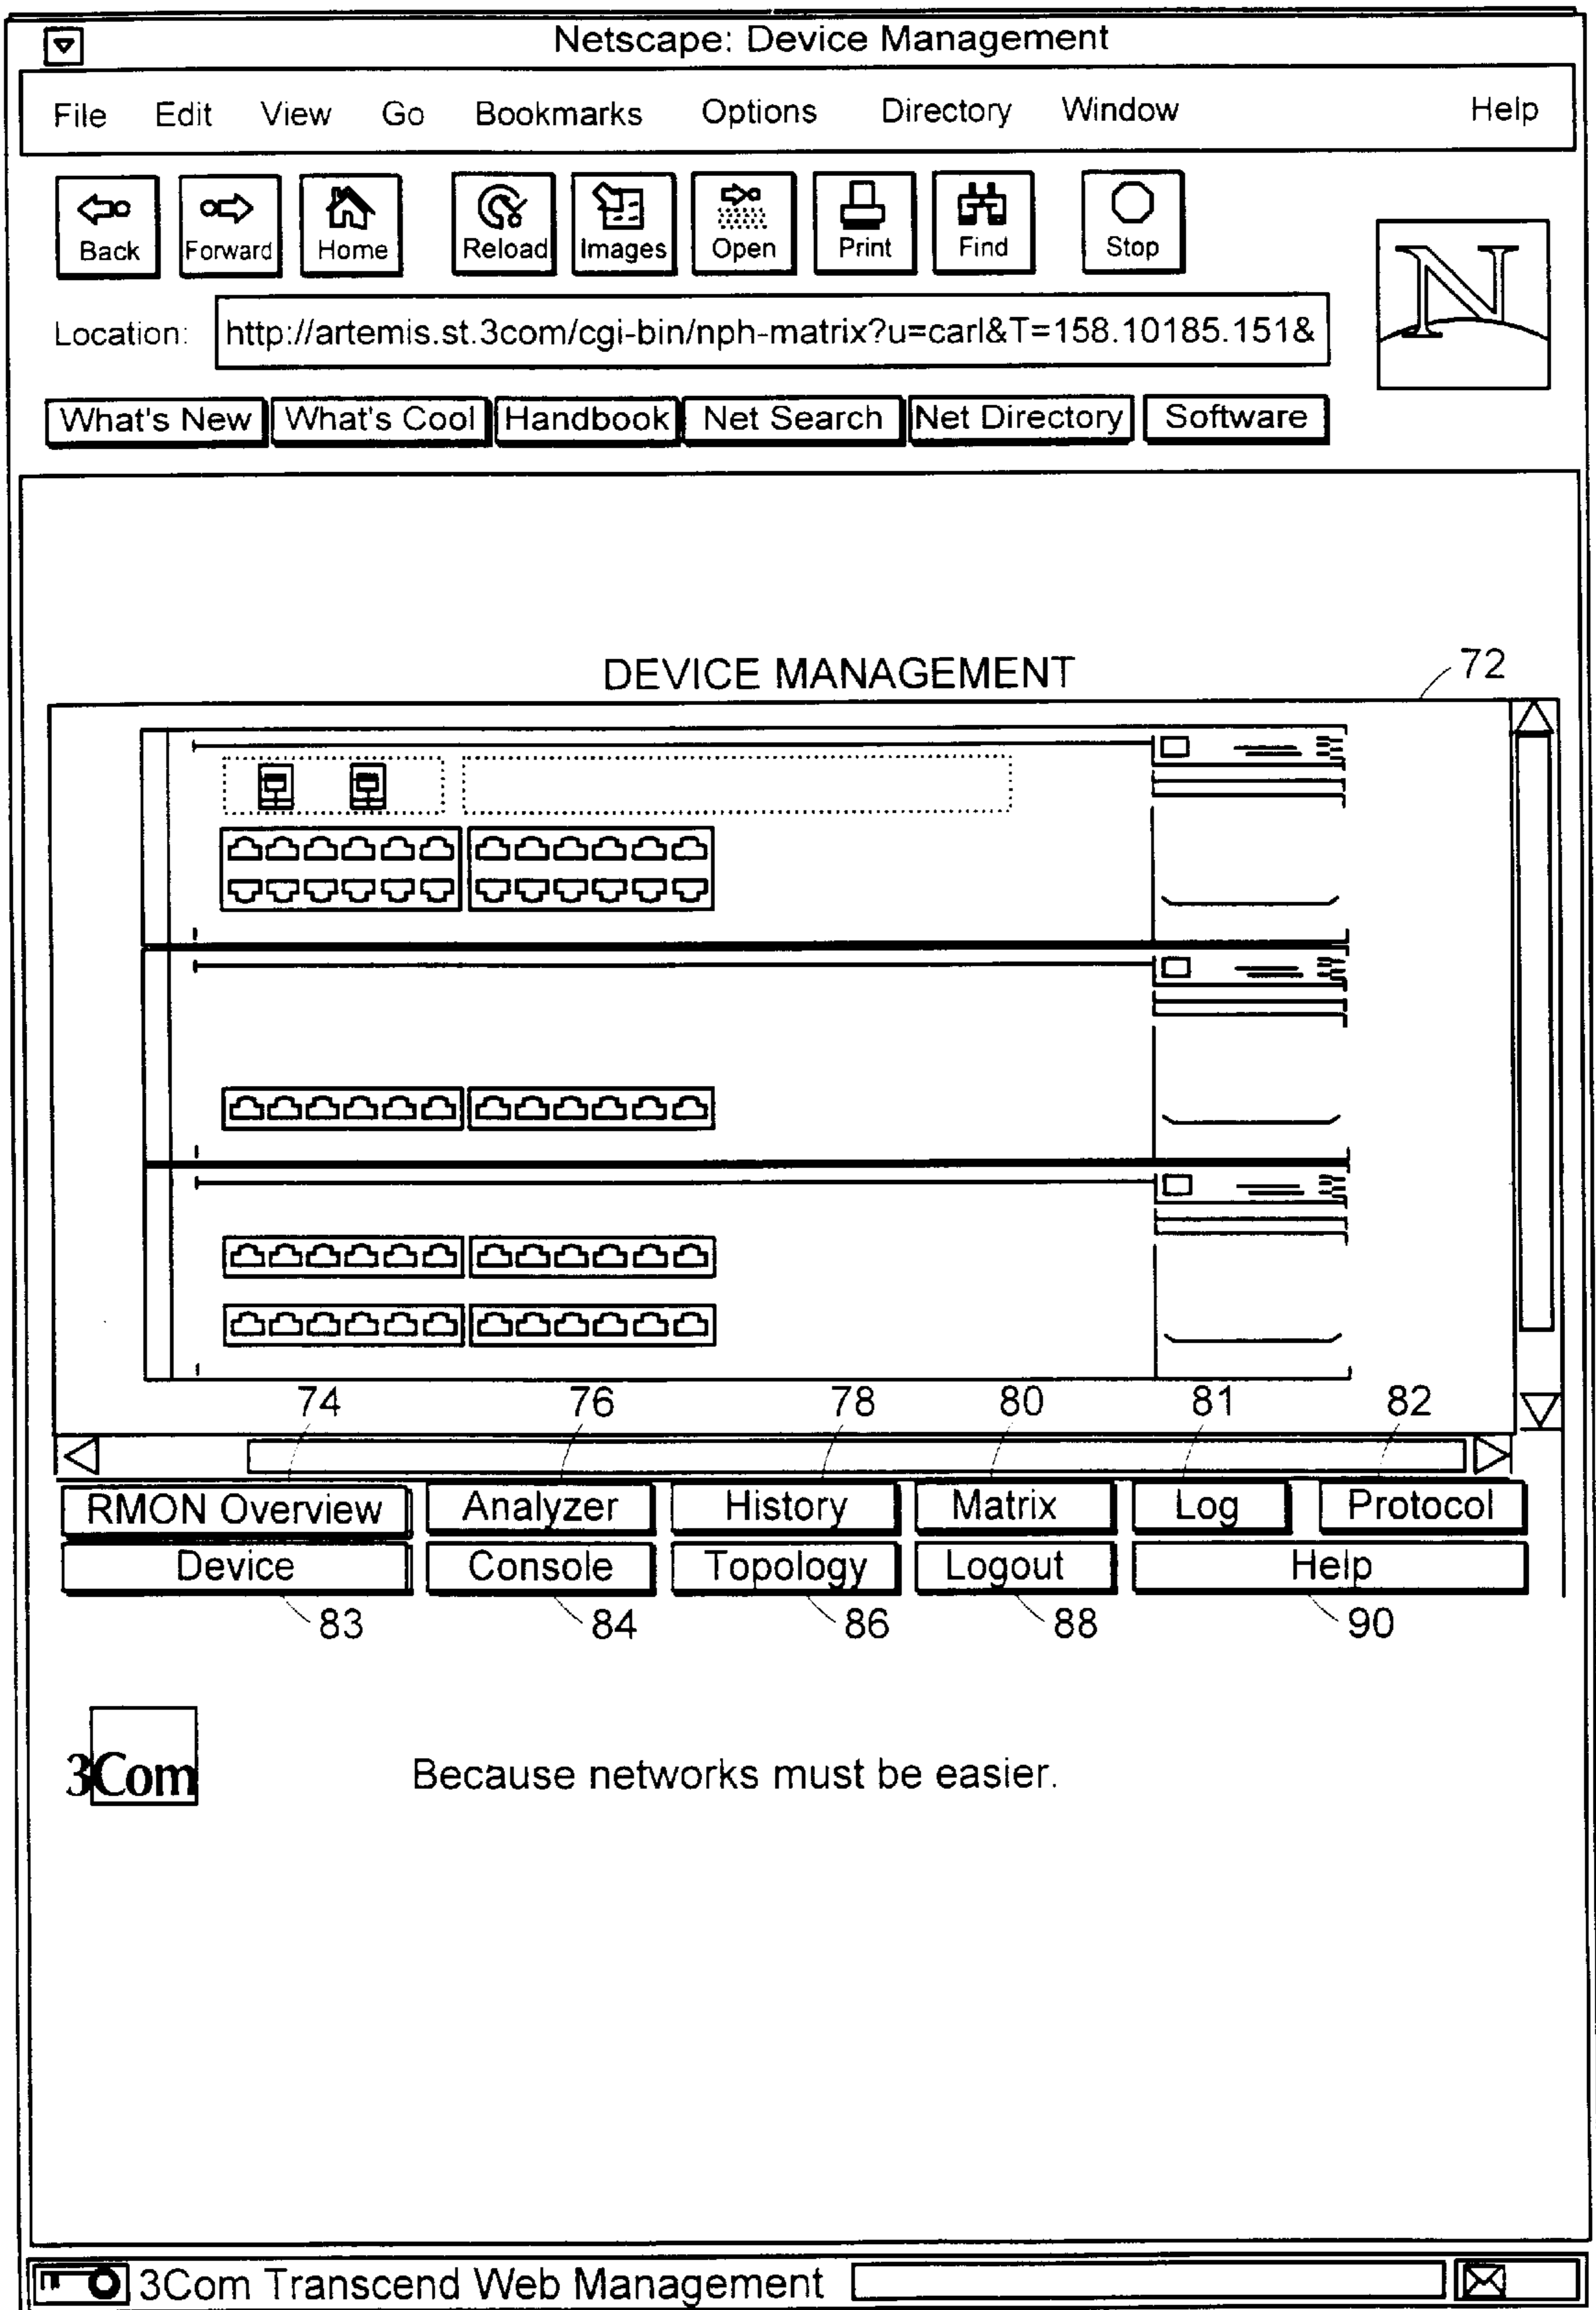 Netscape: Device Management
File Edit View Go Bookmarks Options Directory Window Help
Back Forward Home Reload Images Open Print Find Stop
N
Location: http://artemis.st.3com/cgi-bin/nph-matrix?u=carl&T=158.10185.151&
What's New What's Cool Handbook Net Search Net Directory Software
DEVICE MANAGEMENT
72
74 76 78 80 81 82
RMON Overview Analyzer History Matrix Log Protocol
Device Console Topology Logout Help
83 84 86 88 90
3Com Because networks must be easier.
3Com Transcend Web Management